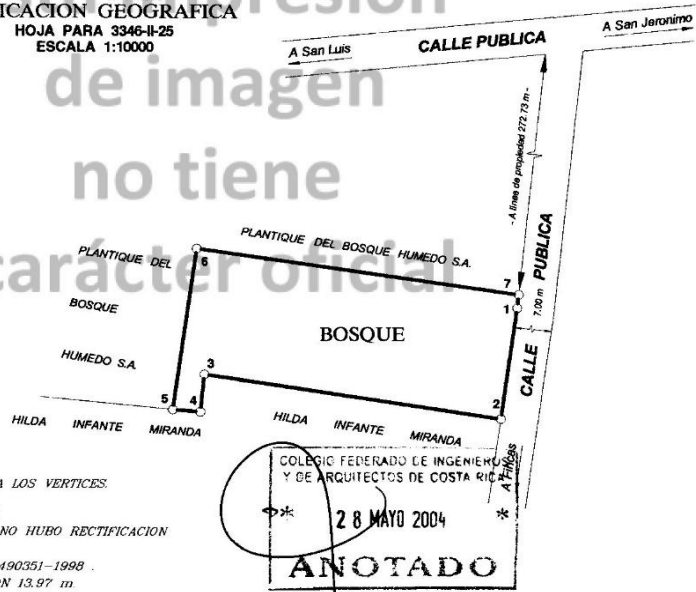 ICACION GEOGRAFICA
HOJA PARA 3346-II-25
ESCALA 1:10000
impresión
de imagen
no tiene
carácter oficial
A San Luis
CALLE PUBLICA
A San Jeronimo
- A linea de propiedad 272.73 m -
7.00 m
CALLE PUBLICA
PLANTIQUE DEL BOSQUE HUMEDO S.A.
PLANTIQUE DEL
BOSQUE
HUMEDO S.A.
6
7
1
BOSQUE
3
2
5
4
HILDA INFANTE MIRANDA
HILDA INFANTE MIRANDA
A Fincas
A LOS VERTICES.
NO HUBO RECTIFICACION
490351-1998 .
N 13.97 m.
COLEGIO FEDERADO DE INGENIEROS
Y DE ARQUITECTOS DE COSTA RICA
* 28 MAYO 2004 *
ANOTADO